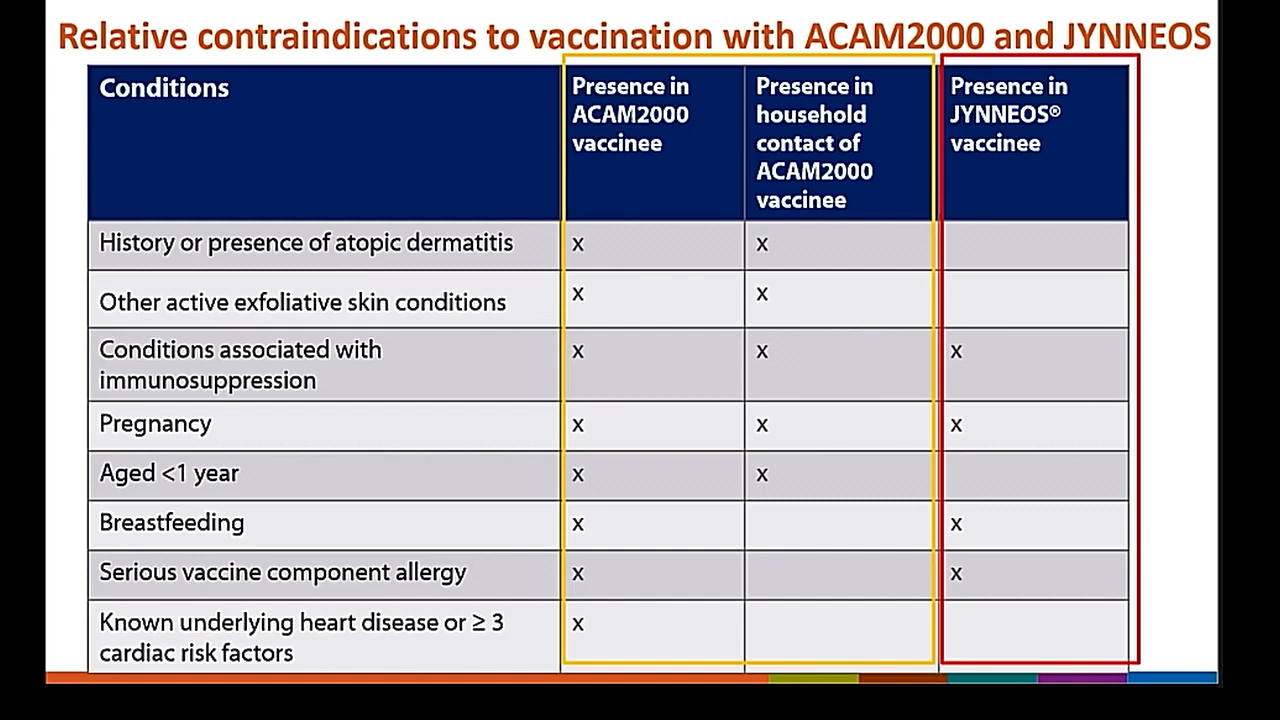 Relative contraindications to vaccination with ACAM2000 and JYNNEOS
Conditions
Presence in
ACAM2000
vaccinee
Presence in
household
contact of
ACAM2000
vaccinee
Presence in
JYNNEOS®
vaccinee
History or presence of atopic dermatitis
x
x
Other active exfoliative skin conditions
x
x
Conditions associated with
immunosuppression
x
x
x
Pregnancy
x
x
x
Aged <1 year
x
x
Breastfeeding
x
x
Serious vaccine component allergy
x
x
Known underlying heart disease or ≥ 3
cardiac risk factors
x